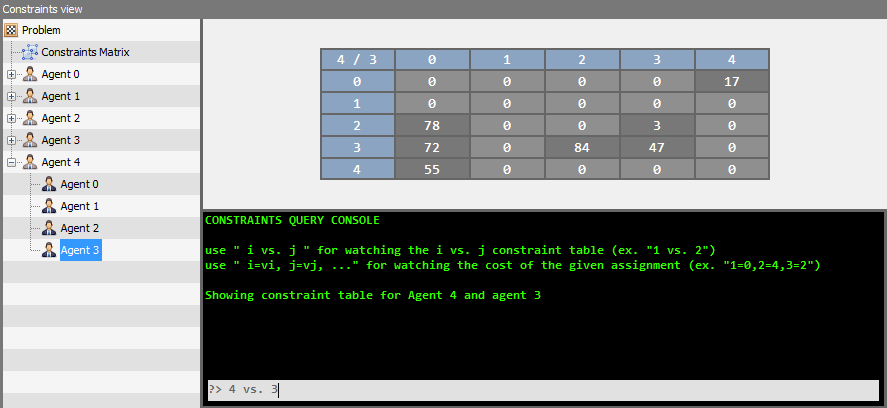 Constraints view
Problem
Constraints Matrix
Agent 0
Agent 1
Agent 2
Agent 3
Agent 4
Agent 0
Agent 1
Agent 2
Agent 3
4 / 3 0 1 2 3 4
0 0 0 0 0 17
1 0 0 0 0 0
2 78 0 0 3 0
3 72 0 84 47 0
4 55 0 0 0 0
CONSTRAINTS QUERY CONSOLE
use " i vs. j " for watching the i vs. j constraint table (ex. "1 vs. 2")
use " i=vi, j=vj, ..." for watching the cost of the given assignment (ex. "1=0,2=4,3=2")
Showing constraint table for Agent 4 and agent 3
?> 4 vs. 3